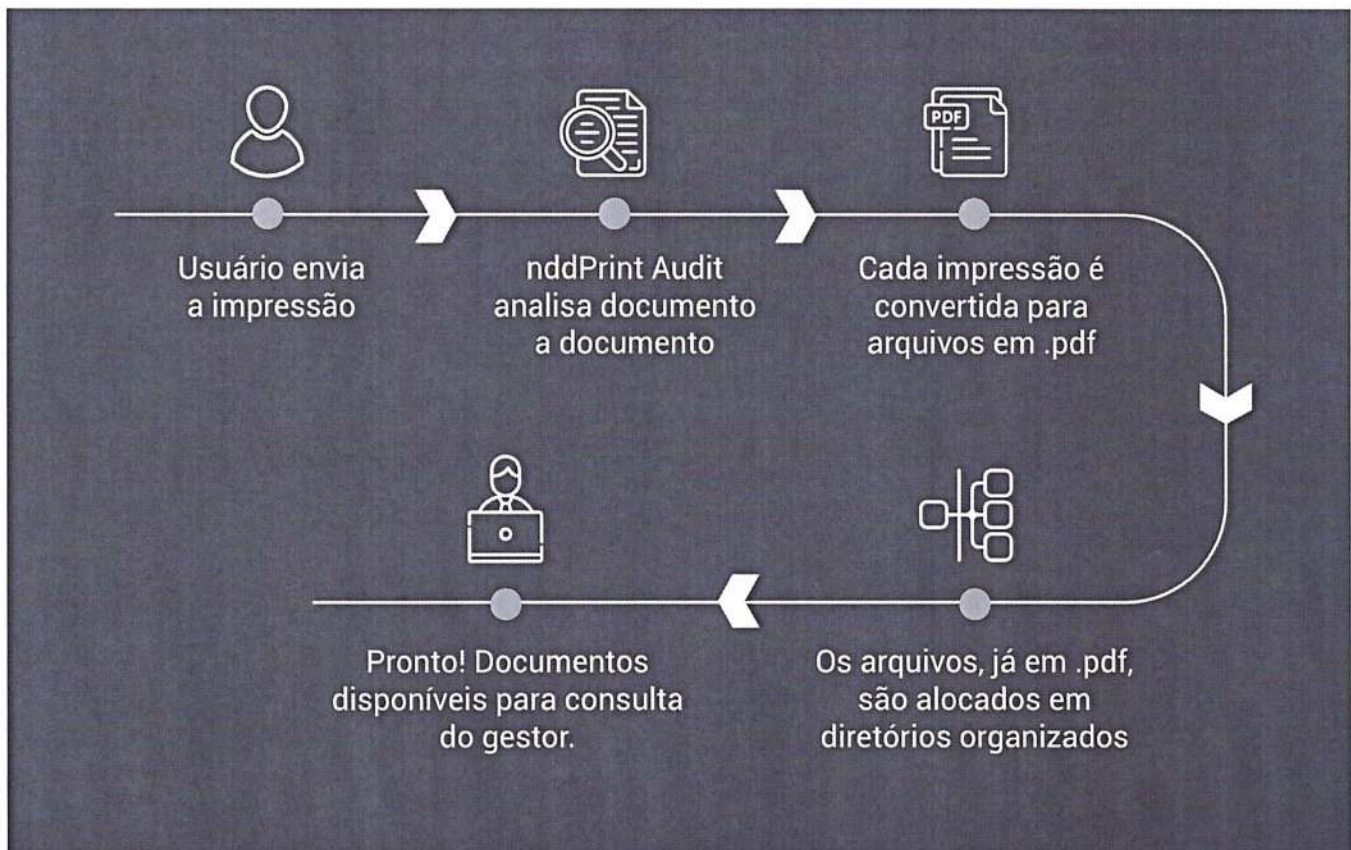 PDF
Usuário envia
a impressão
nddPrint Audit
analisa documento
a documento
Cada impressão é
convertida para
arquivos em .pdf
Os arquivos, já em .pdf,
são alocados em
diretórios organizados
Pronto! Documentos
disponíveis para consulta
do gestor.